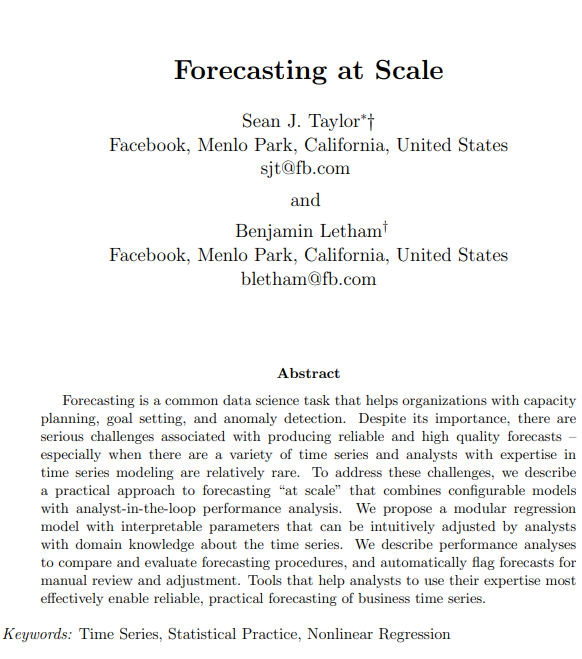 Forecasting at Scale
Sean J. Taylor*†
Facebook, Menlo Park, California, United States
sjt@fb.com
and
Benjamin Letham†
Facebook, Menlo Park, California, United States
bletham@fb.com
Abstract
Forecasting is a common data science task that helps organizations with capacity
planning, goal setting, and anomaly detection. Despite its importance, there are
serious challenges associated with producing reliable and high quality forecasts –
especially when there are a variety of time series and analysts with expertise in
time series modeling are relatively rare. To address these challenges, we describe
a practical approach to forecasting “at scale” that combines configurable models
with analyst-in-the-loop performance analysis. We propose a modular regression
model with interpretable parameters that can be intuitively adjusted by analysts
with domain knowledge about the time series. We describe performance analyses
to compare and evaluate forecasting procedures, and automatically flag forecasts for
manual review and adjustment. Tools that help analysts to use their expertise most
effectively enable reliable, practical forecasting of business time series.
Keywords: Time Series, Statistical Practice, Nonlinear Regression